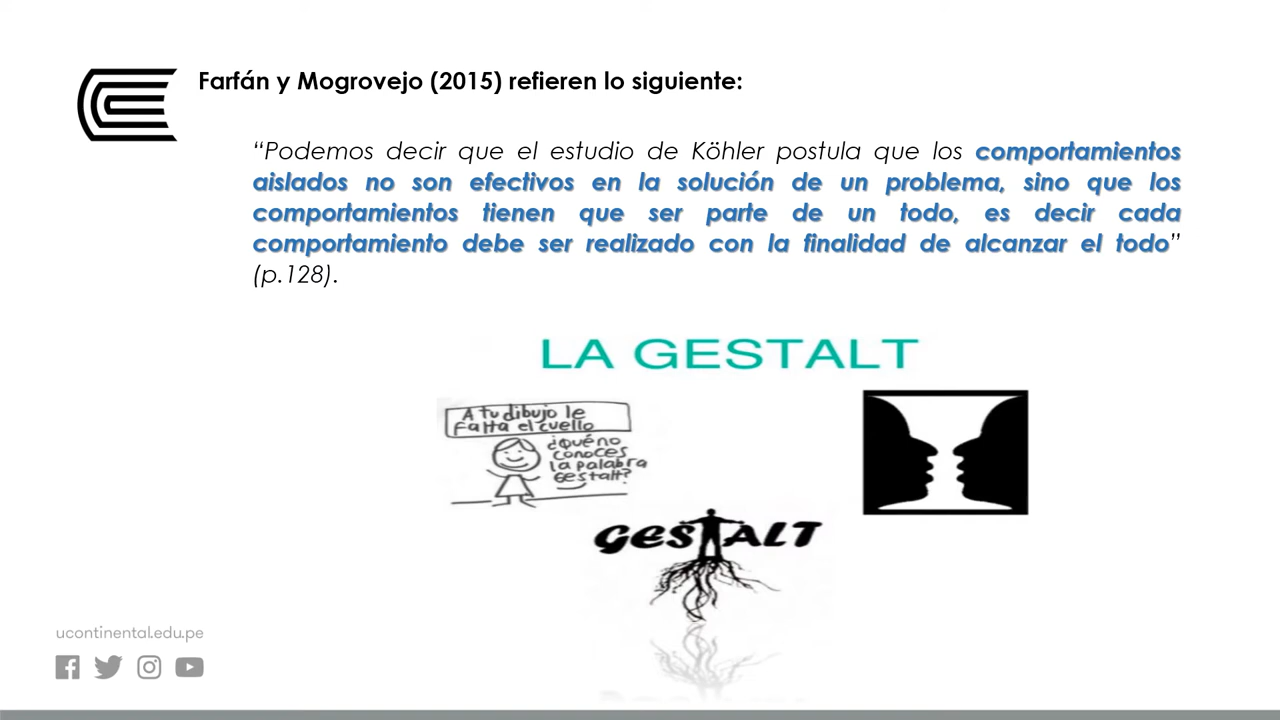 Farfán y Mogrovejo (2015) refieren lo siguiente:
“Podemos decir que el estudio de Köhler postula que los comportamientos
aislados no son efectivos en la solución de un problema, sino que los
comportamientos tienen que ser parte de un todo, es decir cada
comportamiento debe ser realizado con la finalidad de alcanzar el todo”
(p.128).
LA GESTALT
A tu dibujo le
falta el cuello
¿Qué no
conoces
la palabra
Gestalt?
GESTALT
ucontinental.edu.pe